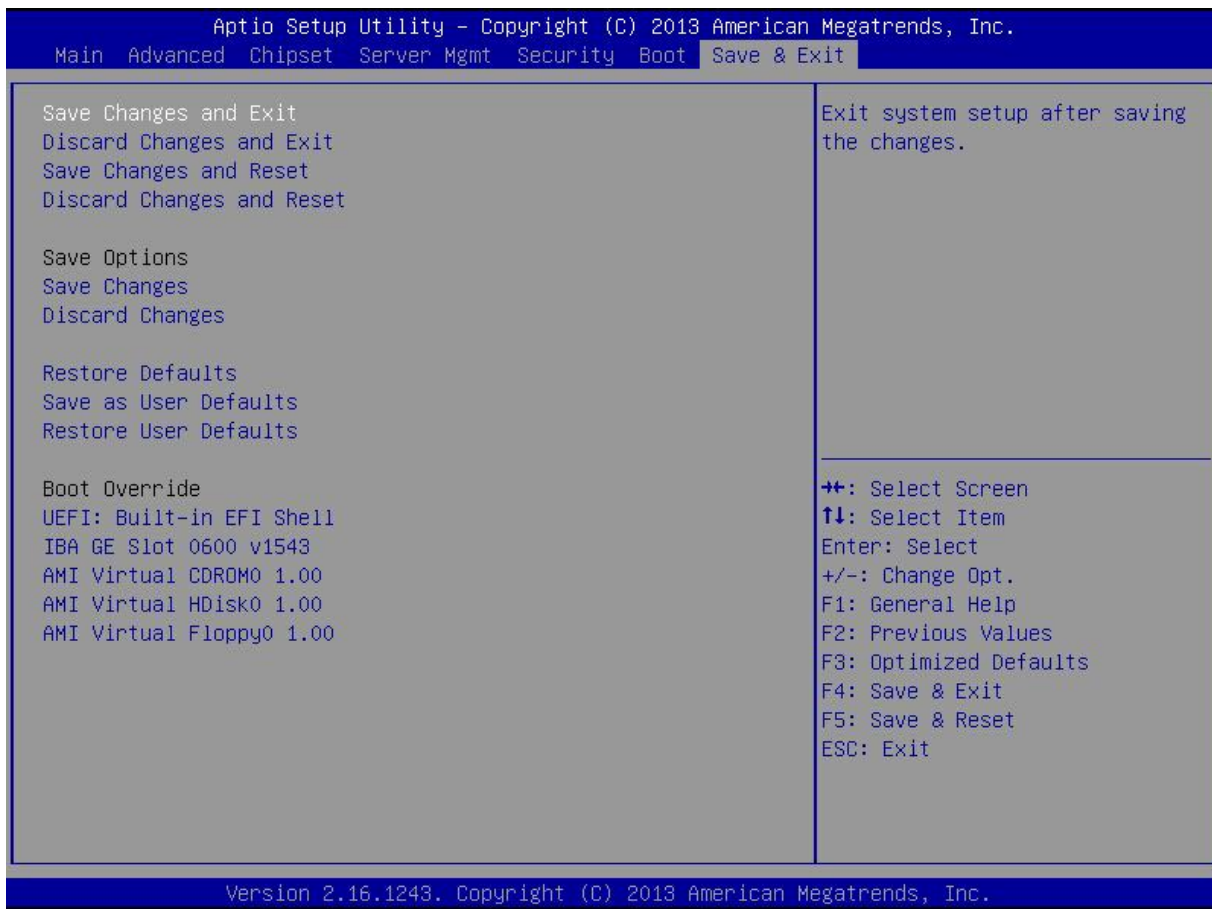 Aptio Setup Utility – Copyright (C) 2013 American Megatrends, Inc.
Main Advanced Chipset Server Mgmt Security Boot Save & Exit
Save Changes and Exit
Discard Changes and Exit
Save Changes and Reset
Discard Changes and Reset
Save Options
Save Changes
Discard Changes
Restore Defaults
Save as User Defaults
Restore User Defaults
Boot Override
UEFI: Built-in EFI Shell
IBA GE Slot 0600 v1543
AMI Virtual CDROM0 1.00
AMI Virtual HDisk0 1.00
AMI Virtual Floppy0 1.00
Exit system setup after saving
the changes.
→←: Select Screen
↑↓: Select Item
Enter: Select
+/-: Change Opt.
F1: General Help
F2: Previous Values
F3: Optimized Defaults
F4: Save & Exit
F5: Save & Reset
ESC: Exit
Version 2.16.1243. Copyright (C) 2013 American Megatrends, Inc.